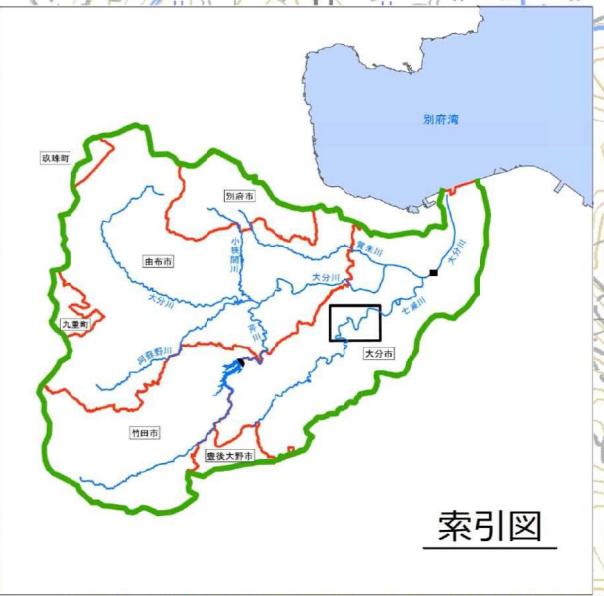 別府湾
玖珠町
別府市
小狭間川
賀来川
大分川
由布市
大分川
大分川
七瀬川
九重町
芹川
阿蘇野川
大分市
竹田市
豊後大野市
索引図